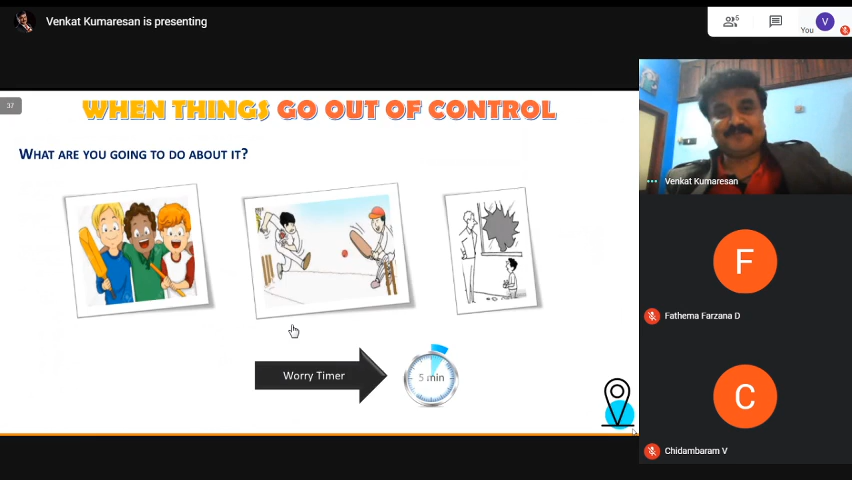 Venkat Kumaresan is presenting
5
You
V
37
WHEN THINGS GO OUT OF CONTROL
WHAT ARE YOU GOING TO DO ABOUT IT?
Worry Timer
5 min
Venkat Kumaresan
F
Fathema Farzana D
C
Chidambaram V